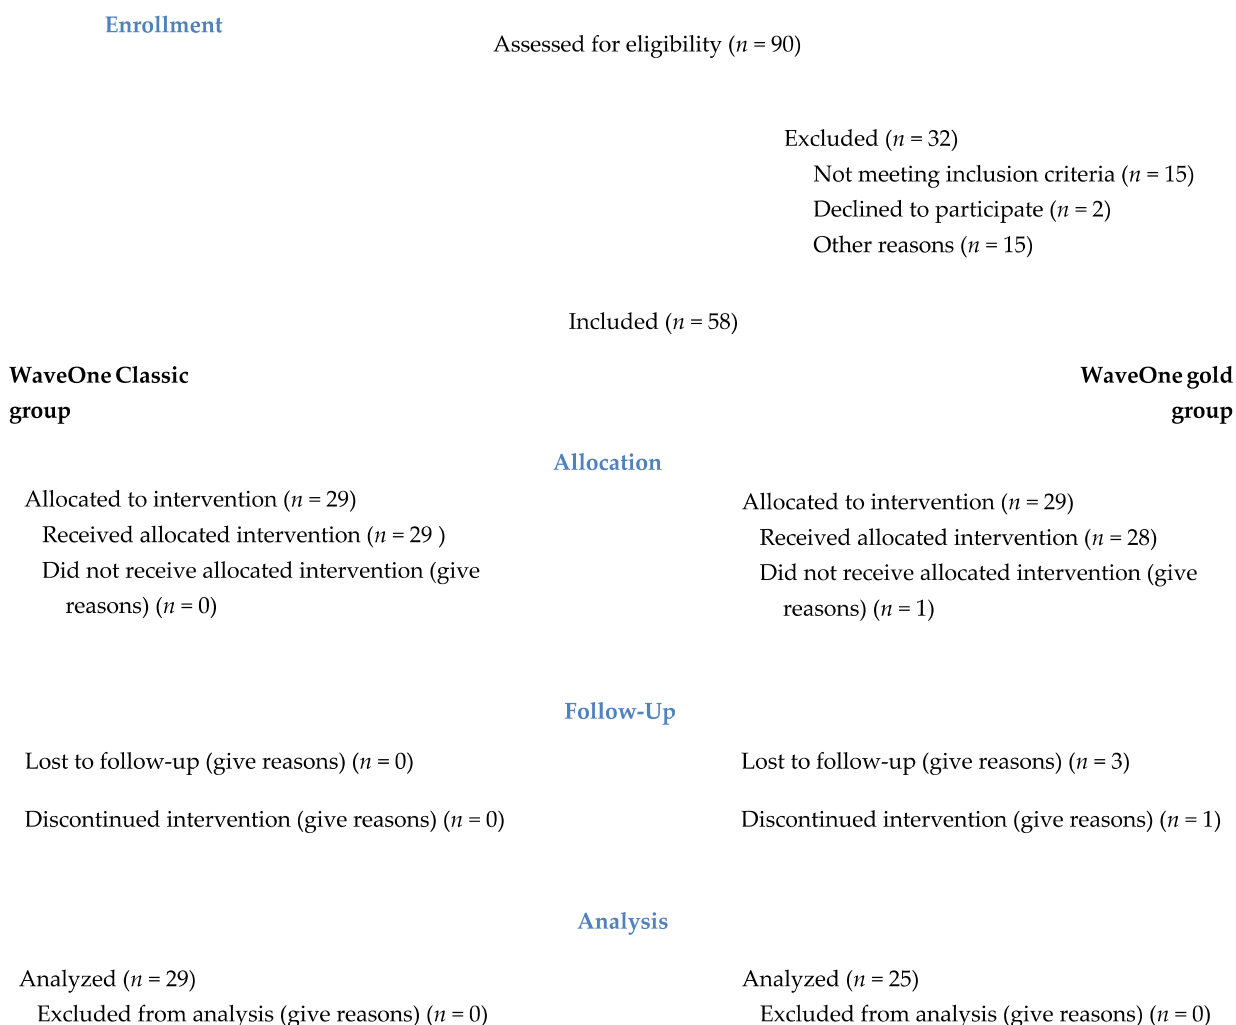 Enrollment
Assessed for eligibility (n = 90)
Excluded (n = 32)
Not meeting inclusion criteria (n = 15)
Declined to participate (n = 2)
Other reasons (n = 15)
Included (n = 58)
WaveOne Classic
group
WaveOne gold
group
Allocation
Allocated to intervention (n = 29)
Received allocated intervention (n = 29 )
Did not receive allocated intervention (give
reasons) (n = 0)
Allocated to intervention (n = 29)
Received allocated intervention (n = 28)
Did not receive allocated intervention (give
reasons) (n = 1)
Follow-Up
Lost to follow-up (give reasons) (n = 0)
Discontinued intervention (give reasons) (n = 0)
Lost to follow-up (give reasons) (n = 3)
Discontinued intervention (give reasons) (n = 1)
Analysis
Analyzed (n = 29)
Excluded from analysis (give reasons) (n = 0)
Analyzed (n = 25)
Excluded from analysis (give reasons) (n = 0)